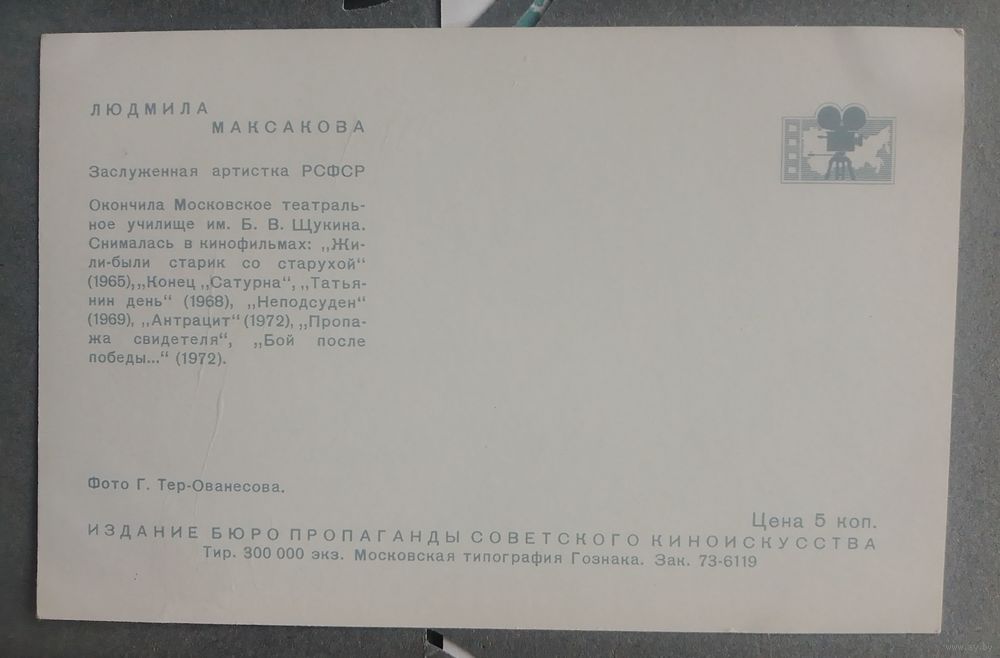 ЛЮДМИЛА
МАКСАКОВА
Заслуженная артистка РСФСР
Окончила Московское театраль-
ное училище им. Б. В. Щукина.
Снималась в кинофильмах: „Жи-
ли-были старик со старухой“
(1965),„Конец „Сатурна“, „Татья-
нин день“ (1968), „Неподсуден“
(1969), „Антрацит“ (1972), „Пропа-
жа свидетеля“, „Бой после
победы...“ (1972).
Фото Г. Тер-Ованесова.
Цена 5 коп.
ИЗДАНИЕ БЮРО ПРОПАГАНДЫ СОВЕТСКОГО КИНОИСКУССТВА
Тир. 300 000 экз. Московская типография Гознака. Зак. 73-6119
www.ay.by